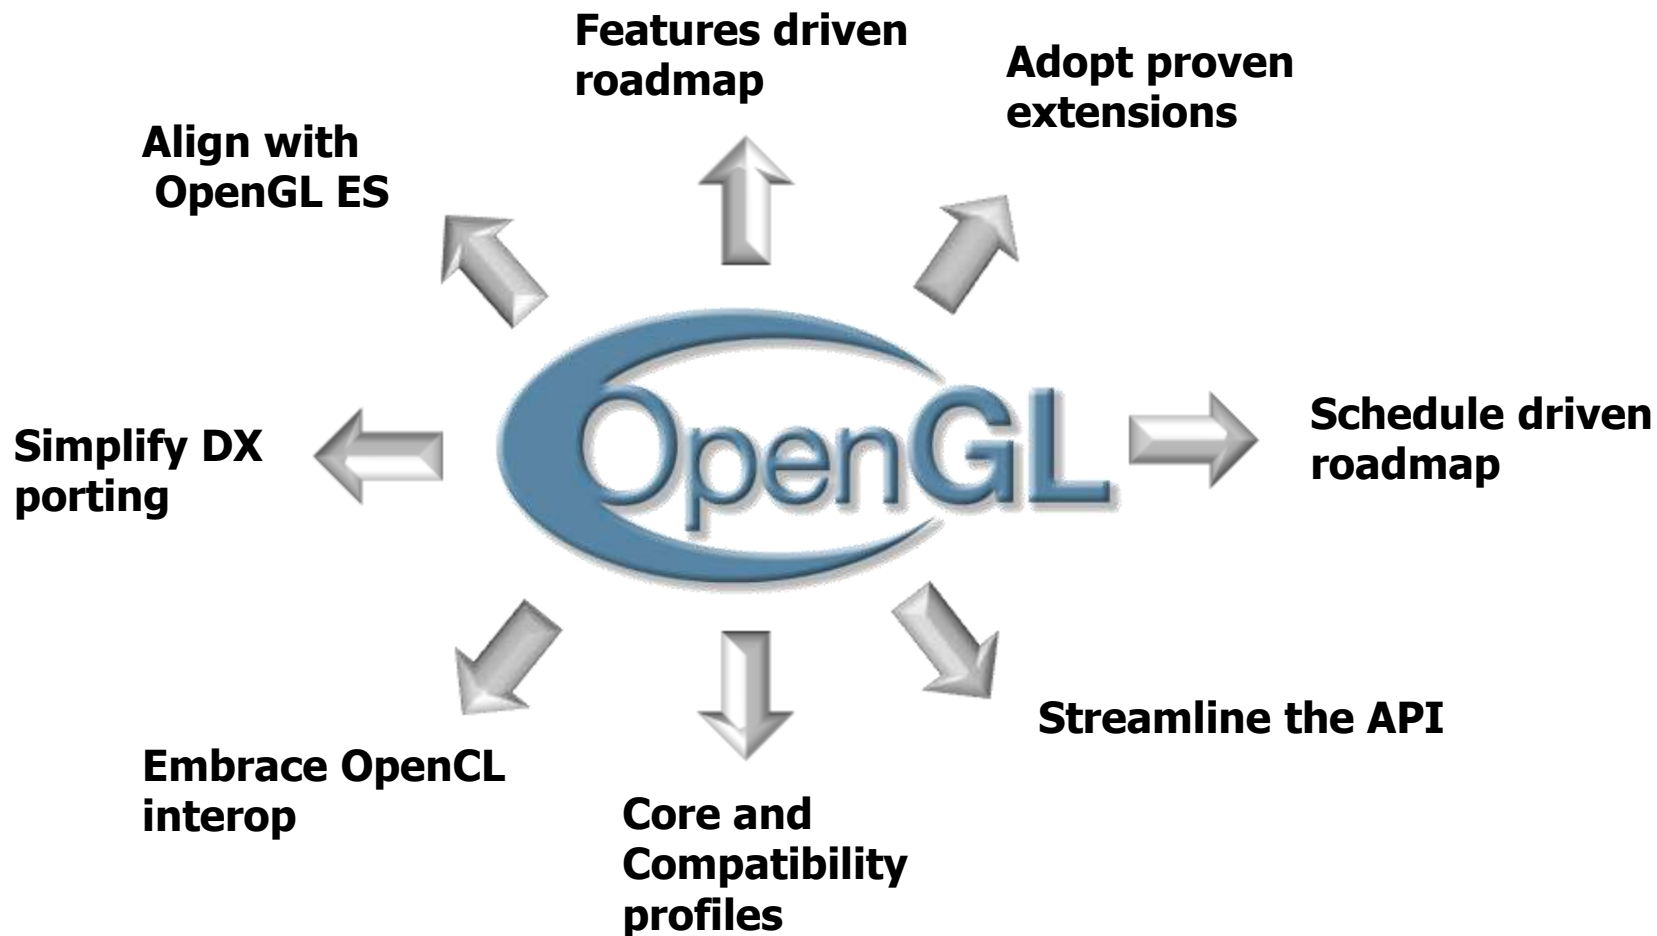 Features driven
roadmap
Adopt proven
extensions
Align with
OpenGL ES
OpenGL
Schedule driven
roadmap
Simplify DX
porting
Streamline the API
Embrace OpenCL
interop
Core and
Compatibility
profiles